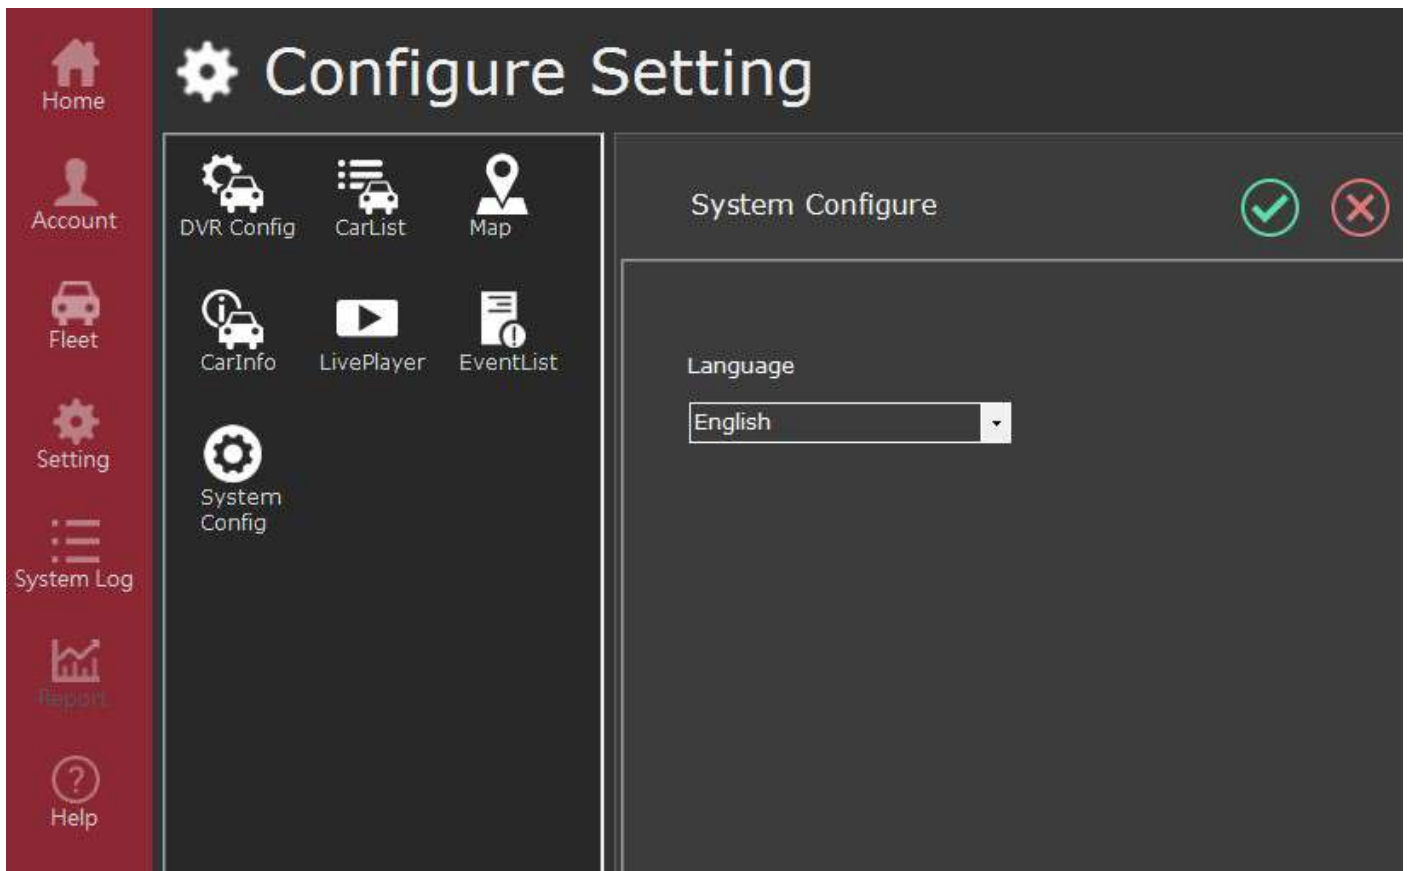 Home
Account
Fleet
Setting
System Log
Report
Help
Configure Setting
DVR Config
CarList
Map
CarInfo
LivePlayer
EventList
System
Config
System Configure
Language
English